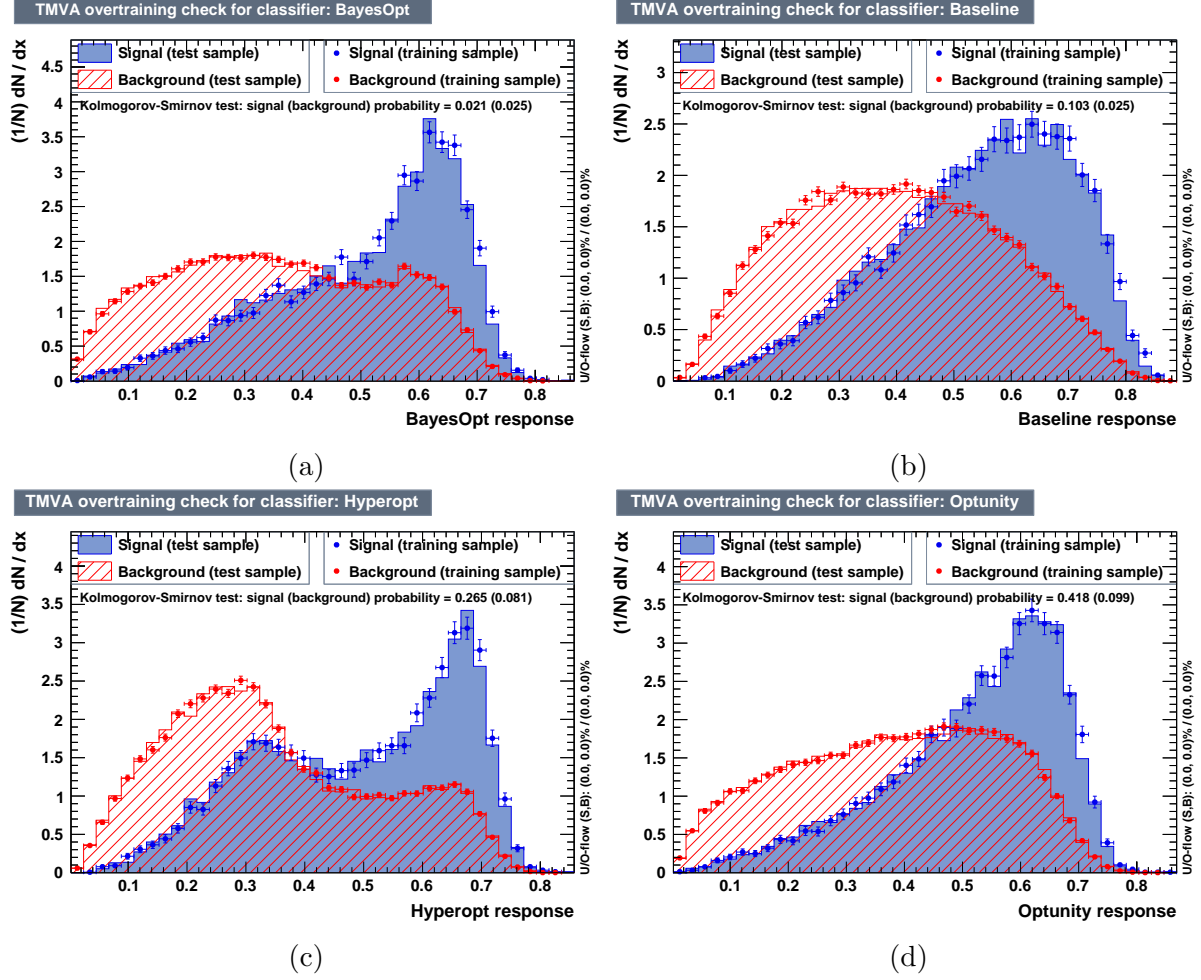 TMVA overtraining check for classifier: BayesOpt
(1/N) dN / dx
Signal (test sample)
Background (test sample)
Signal (training sample)
Background (training sample)
Kolmogorov-Smirnov test: signal (background) probability = 0.021 (0.025)
4.5
4
3.5
3
2.5
2
1.5
1
0.5
0
0.1 0.2 0.3 0.4 0.5 0.6 0.7 0.8
BayesOpt response
U/O-flow (S,B): (0.0, 0.0)% / (0.0, 0.0)%
(a)
TMVA overtraining check for classifier: Baseline
(1/N) dN / dx
Signal (test sample)
Background (test sample)
Signal (training sample)
Background (training sample)
Kolmogorov-Smirnov test: signal (background) probability = 0.103 (0.025)
3
2.5
2
1.5
1
0.5
0
0.1 0.2 0.3 0.4 0.5 0.6 0.7 0.8
Baseline response
U/O-flow (S,B): (0.0, 0.0)% / (0.0, 0.0)%
(b)
TMVA overtraining check for classifier: Hyperopt
(1/N) dN / dx
Signal (test sample)
Background (test sample)
Signal (training sample)
Background (training sample)
Kolmogorov-Smirnov test: signal (background) probability = 0.265 (0.081)
4
3.5
3
2.5
2
1.5
1
0.5
0
0.1 0.2 0.3 0.4 0.5 0.6 0.7 0.8
Hyperopt response
U/O-flow (S,B): (0.0, 0.0)% / (0.0, 0.0)%
(c)
TMVA overtraining check for classifier: Optunity
(1/N) dN / dx
Signal (test sample)
Background (test sample)
Signal (training sample)
Background (training sample)
Kolmogorov-Smirnov test: signal (background) probability = 0.418 (0.099)
4
3.5
3
2.5
2
1.5
1
0.5
0
0.1 0.2 0.3 0.4 0.5 0.6 0.7 0.8
Optunity response
U/O-flow (S,B): (0.0, 0.0)% / (0.0, 0.0)%
(d)